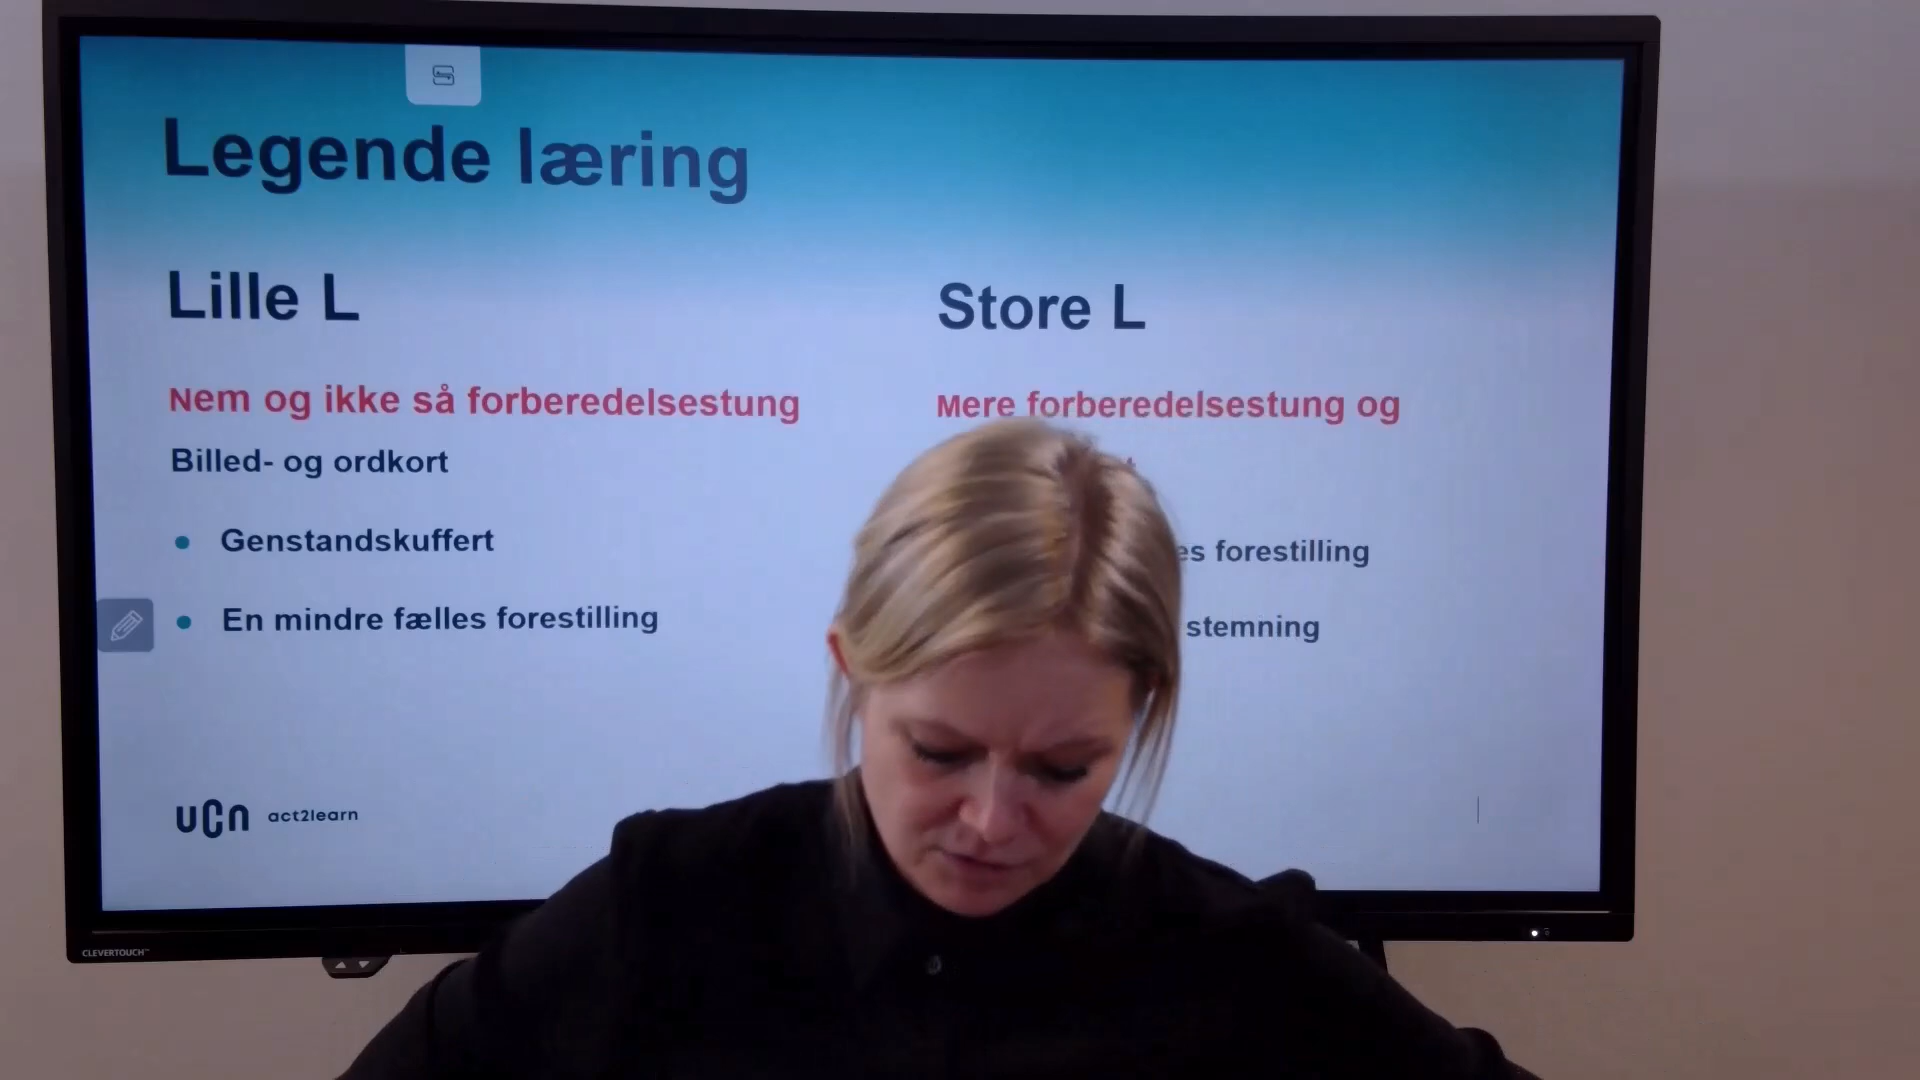 Legende læring
Lille L
Nem og ikke så forberedelsestung
Billed- og ordkort
Genstandskuffert
En mindre fælles forestilling
Store L
Mere forberedelsestung og
forestilling
stemning
ucn act2learn
CLEVERTOUCH